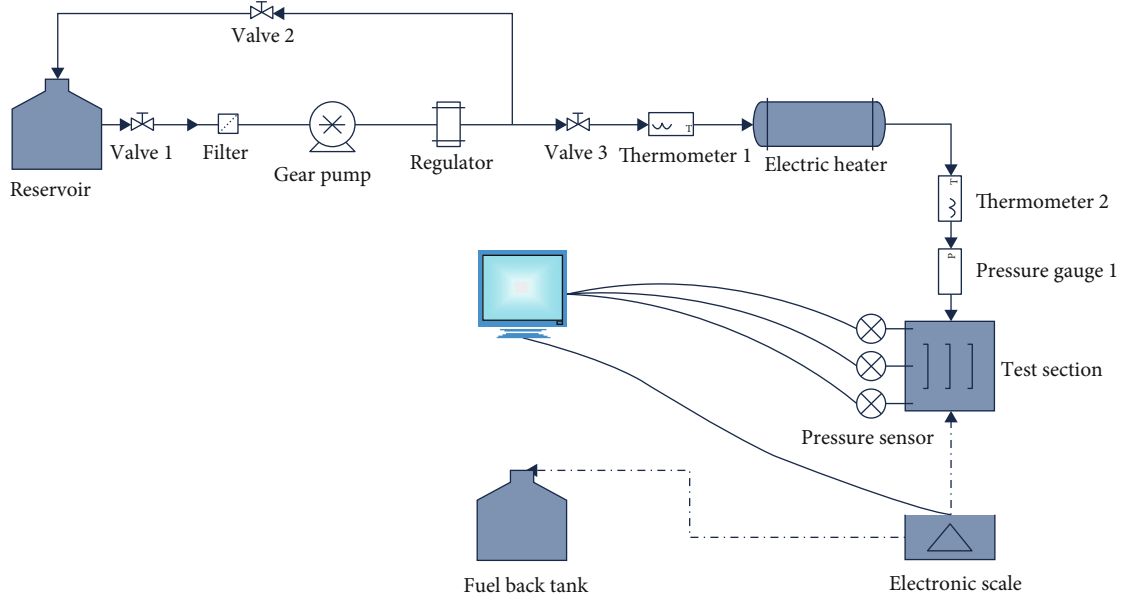 Valve 2
Valve 1
Filter
Gear pump
Regulator
Valve 3
Thermometer 1
T
Electric heater
Reservoir
T
Thermometer 2
P
Pressure gauge 1
Test section
Pressure sensor
Fuel back tank
Electronic scale